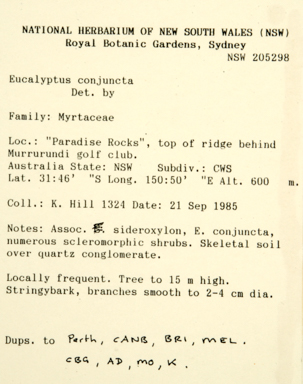 NATIONAL HERBARIUM OF NEW SOUTH WALES (NSW)
Royal Botanic Gardens, Sydney
NSW 205298
Eucalyptus conjuncta
Det. by
Family: Myrtaceae
Loc.: "Paradise Rocks", top of ridge behind
Murrurundi golf club.
Australia State: NSW Subdiv.: CWS
Lat. 31:46' "S Long. 150:50' "E Alt. 600 m.
Coll.: K. Hill 1324 Date: 21 Sep 1985
Notes: Assoc. E. sideroxylon, E. conjuncta,
numerous scleromorphic shrubs. Skeletal soil
over quartz conglomerate.
Locally frequent. Tree to 15 m high.
Stringybark, branches smooth to 2-4 cm dia.
Dups. to Perth, CANB, BRI, MEL.
CBG, AD, MO, K.